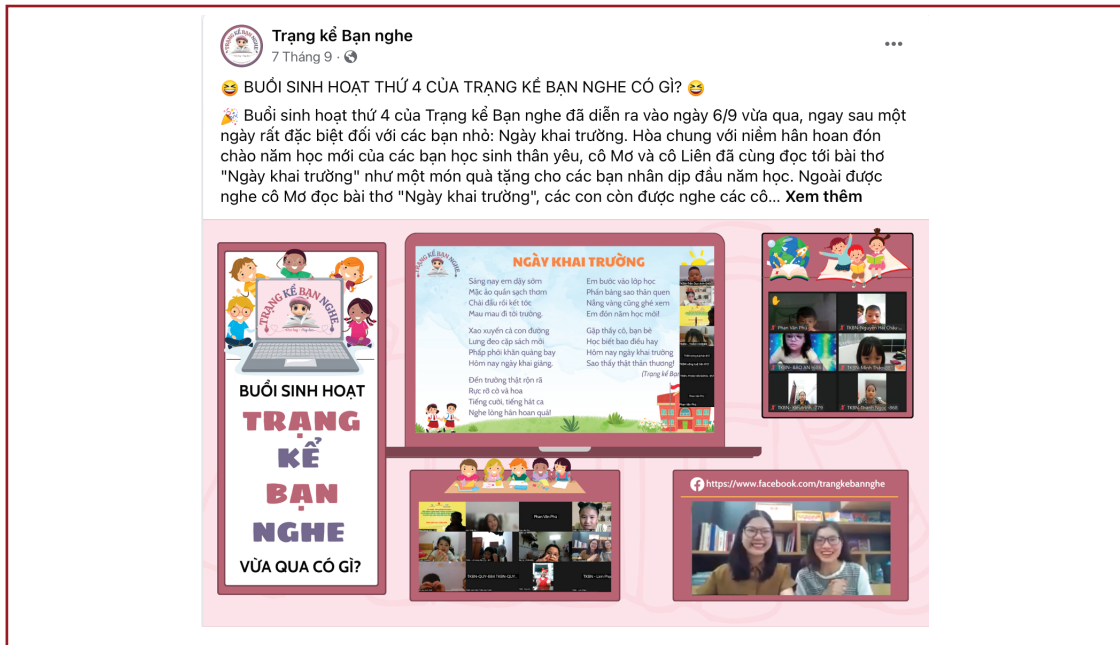 Trạng kể Bạn nghe
7 Tháng 9 ·
😆 BUỔI SINH HOẠT THỨ 4 CỦA TRẠNG KỂ BẠN NGHE CÓ GÌ? 😆
🎉 Buổi sinh hoạt thứ 4 của Trạng kể Bạn nghe đã diễn ra vào ngày 6/9 vừa qua, ngay sau một
ngày rất đặc biệt đối với các bạn nhỏ: Ngày khai trường. Hòa chung với niềm hân hoan đón
chào năm học mới của các bạn học sinh thân yêu, cô Mơ và cô Liên đã cùng đọc tới bài thơ
"Ngày khai trường" như một món quà tặng cho các bạn nhân dịp đầu năm học. Ngoài được
nghe cô Mơ đọc bài thơ "Ngày khai trường", các con còn được nghe các cô... Xem thêm
TRẠNG KỂ BẠN NGHE
BUỔI SINH HOẠT
TRẠNG
KỂ
BẠN
NGHE
VỪA QUA CÓ GÌ?
TRẠNG KỂ BẠN NGHE
NGÀY KHAI TRƯỜNG
Sáng nay em dậy sớm
Mặc áo quần sạch thơm
Chải đầu rồi kết tóc
Mau mau đi tới trường.
Xao xuyến cả con đường
Lưng đeo cặp sách mới
Phấp phới khăn quàng bay
Hôm nay ngày khai giảng.
Đến trường thật rộn rã
Rực rỡ cờ và hoa
Tiếng cười, tiếng hát ca
Nghe lòng hân hoan quá!
Em bước vào lớp học
Phấn bảng sao thân quen
Nắng vàng cũng ghé xem
Em đón năm học mới!
Gặp thầy cô, bạn bè
Học biết bao điều hay
Hôm nay ngày khai trường
Sao thấy thật thân thương!
(Trạng kể Bạn
Phan Văn Phú
Phan Văn Phú
https://www.facebook.com/trangkebannghe